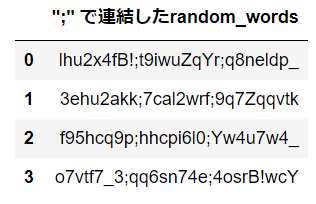 ";" で連結したrandom_words
0 lhu2x4fB!;t9iwuZqYr;q8neldp_
1 3ehu2akk;7cal2wrf;9q7Zqqvtk
2 f95hcq9p;hhcpi6l0;Yw4u7w4_
3 o7vtf7_3;qq6sn74e;4osrB!wcY